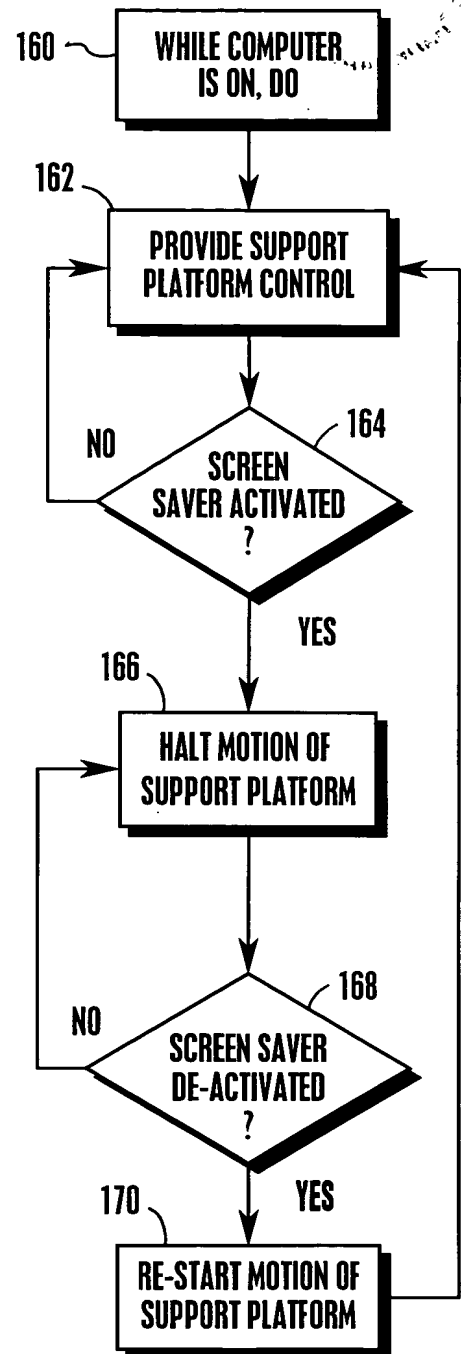 160
WHILE COMPUTER
IS ON, DO
162
PROVIDE SUPPORT
PLATFORM CONTROL
164
NO
SCREEN
SAVER ACTIVATED
?
YES
166
HALT MOTION OF
SUPPORT PLATFORM
168
NO
SCREEN SAVER
DE-ACTIVATED
?
YES
170
RE-START MOTION OF
SUPPORT PLATFORM